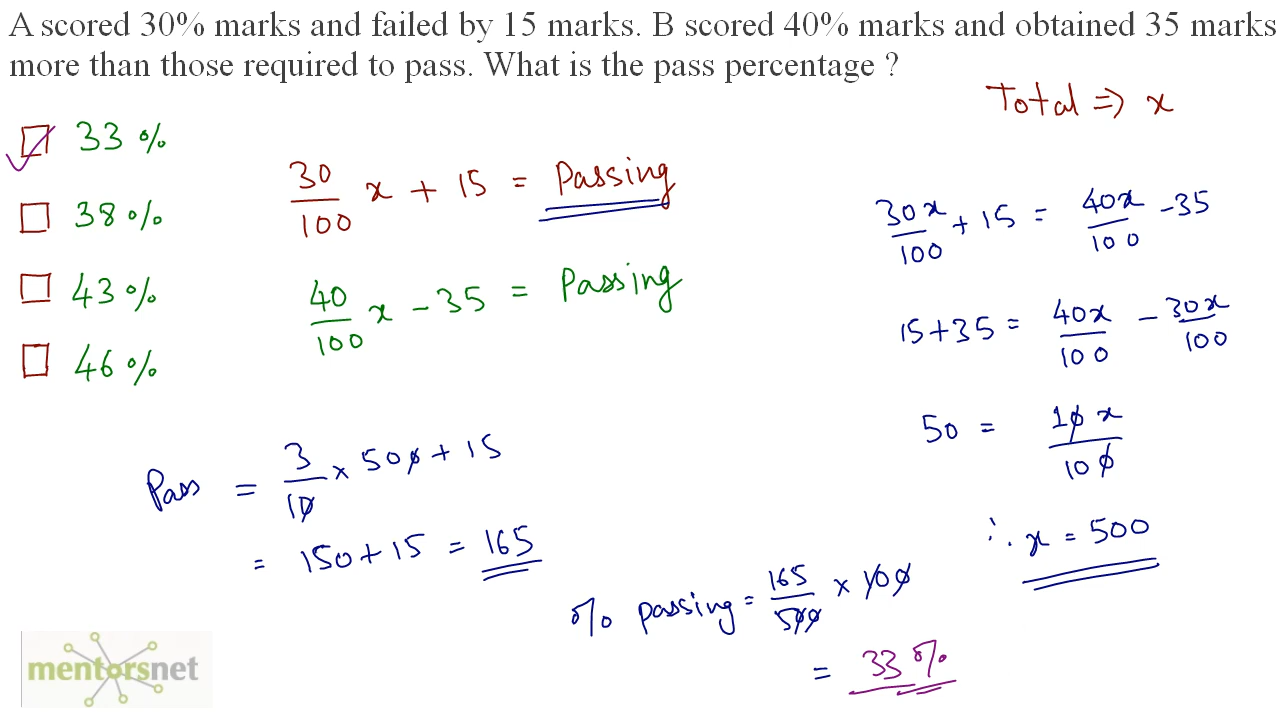 A scored 30% marks and failed by 15 marks. B scored 40% marks and obtained 35 marks
more than those required to pass. What is the pass percentage ?
Total => x
33 %
38 %
43 %
46 %
30/100 x + 15 = Passing
40/100 x - 35 = Passing
30x/100 + 15 = 40x/100 - 35
15 + 35 = 40x/100 - 30x/100
50 = 10x/100
∴ x = 500
Pass = 3/10 x 500 + 15
= 150 + 15 = 165
% passing = 165/500 x 100
= 33 %
mentorsnet